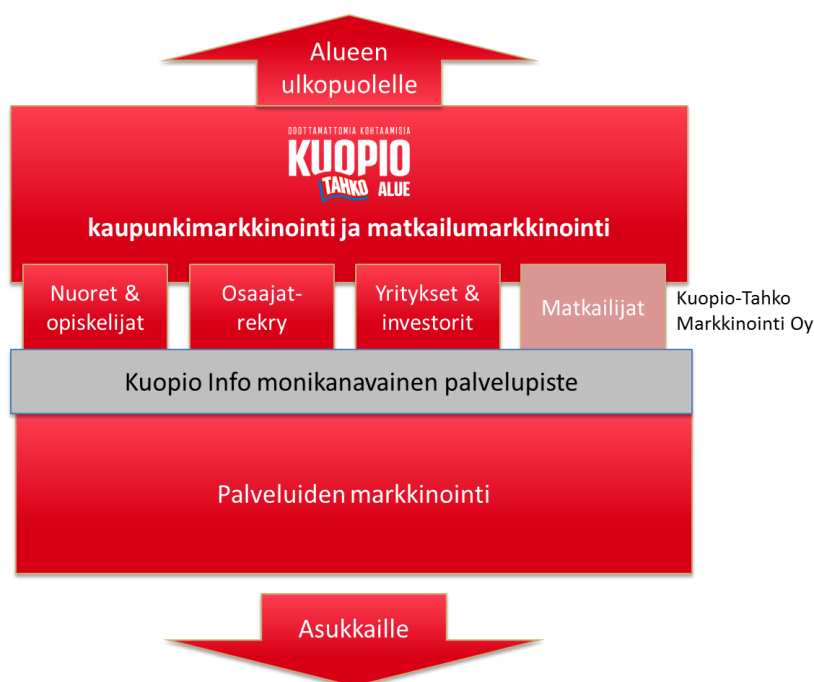 Alueen
ulkopuolelle
ODOTTAMATTOMIA KOHTAAMISIA
KUOPIO
TAHKO ALUE
kaupunkimarkkinointi ja matkailumarkkinointi
Nuoret &
opiskelijat
Osaajat-
rekry
Yritykset &
investorit
Matkailijat
Kuopio-Tahko
Markkinointi Oy
Kuopio Info monikanavainen palvelupiste
Palveluiden markkinointi
Asukkaille